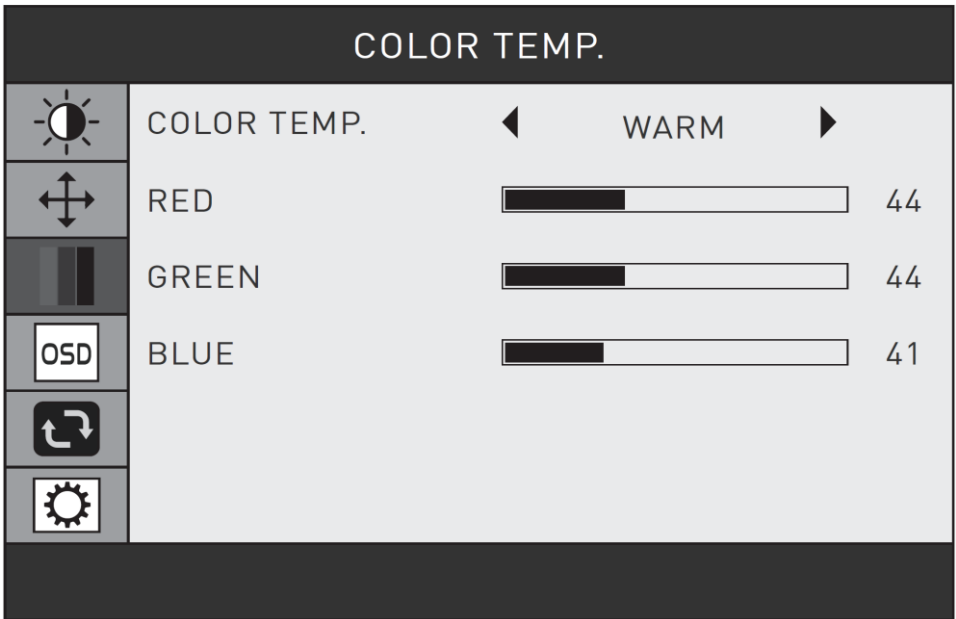 COLOR TEMP.
COLOR TEMP. WARM
RED 44
GREEN 44
OSD BLUE 41